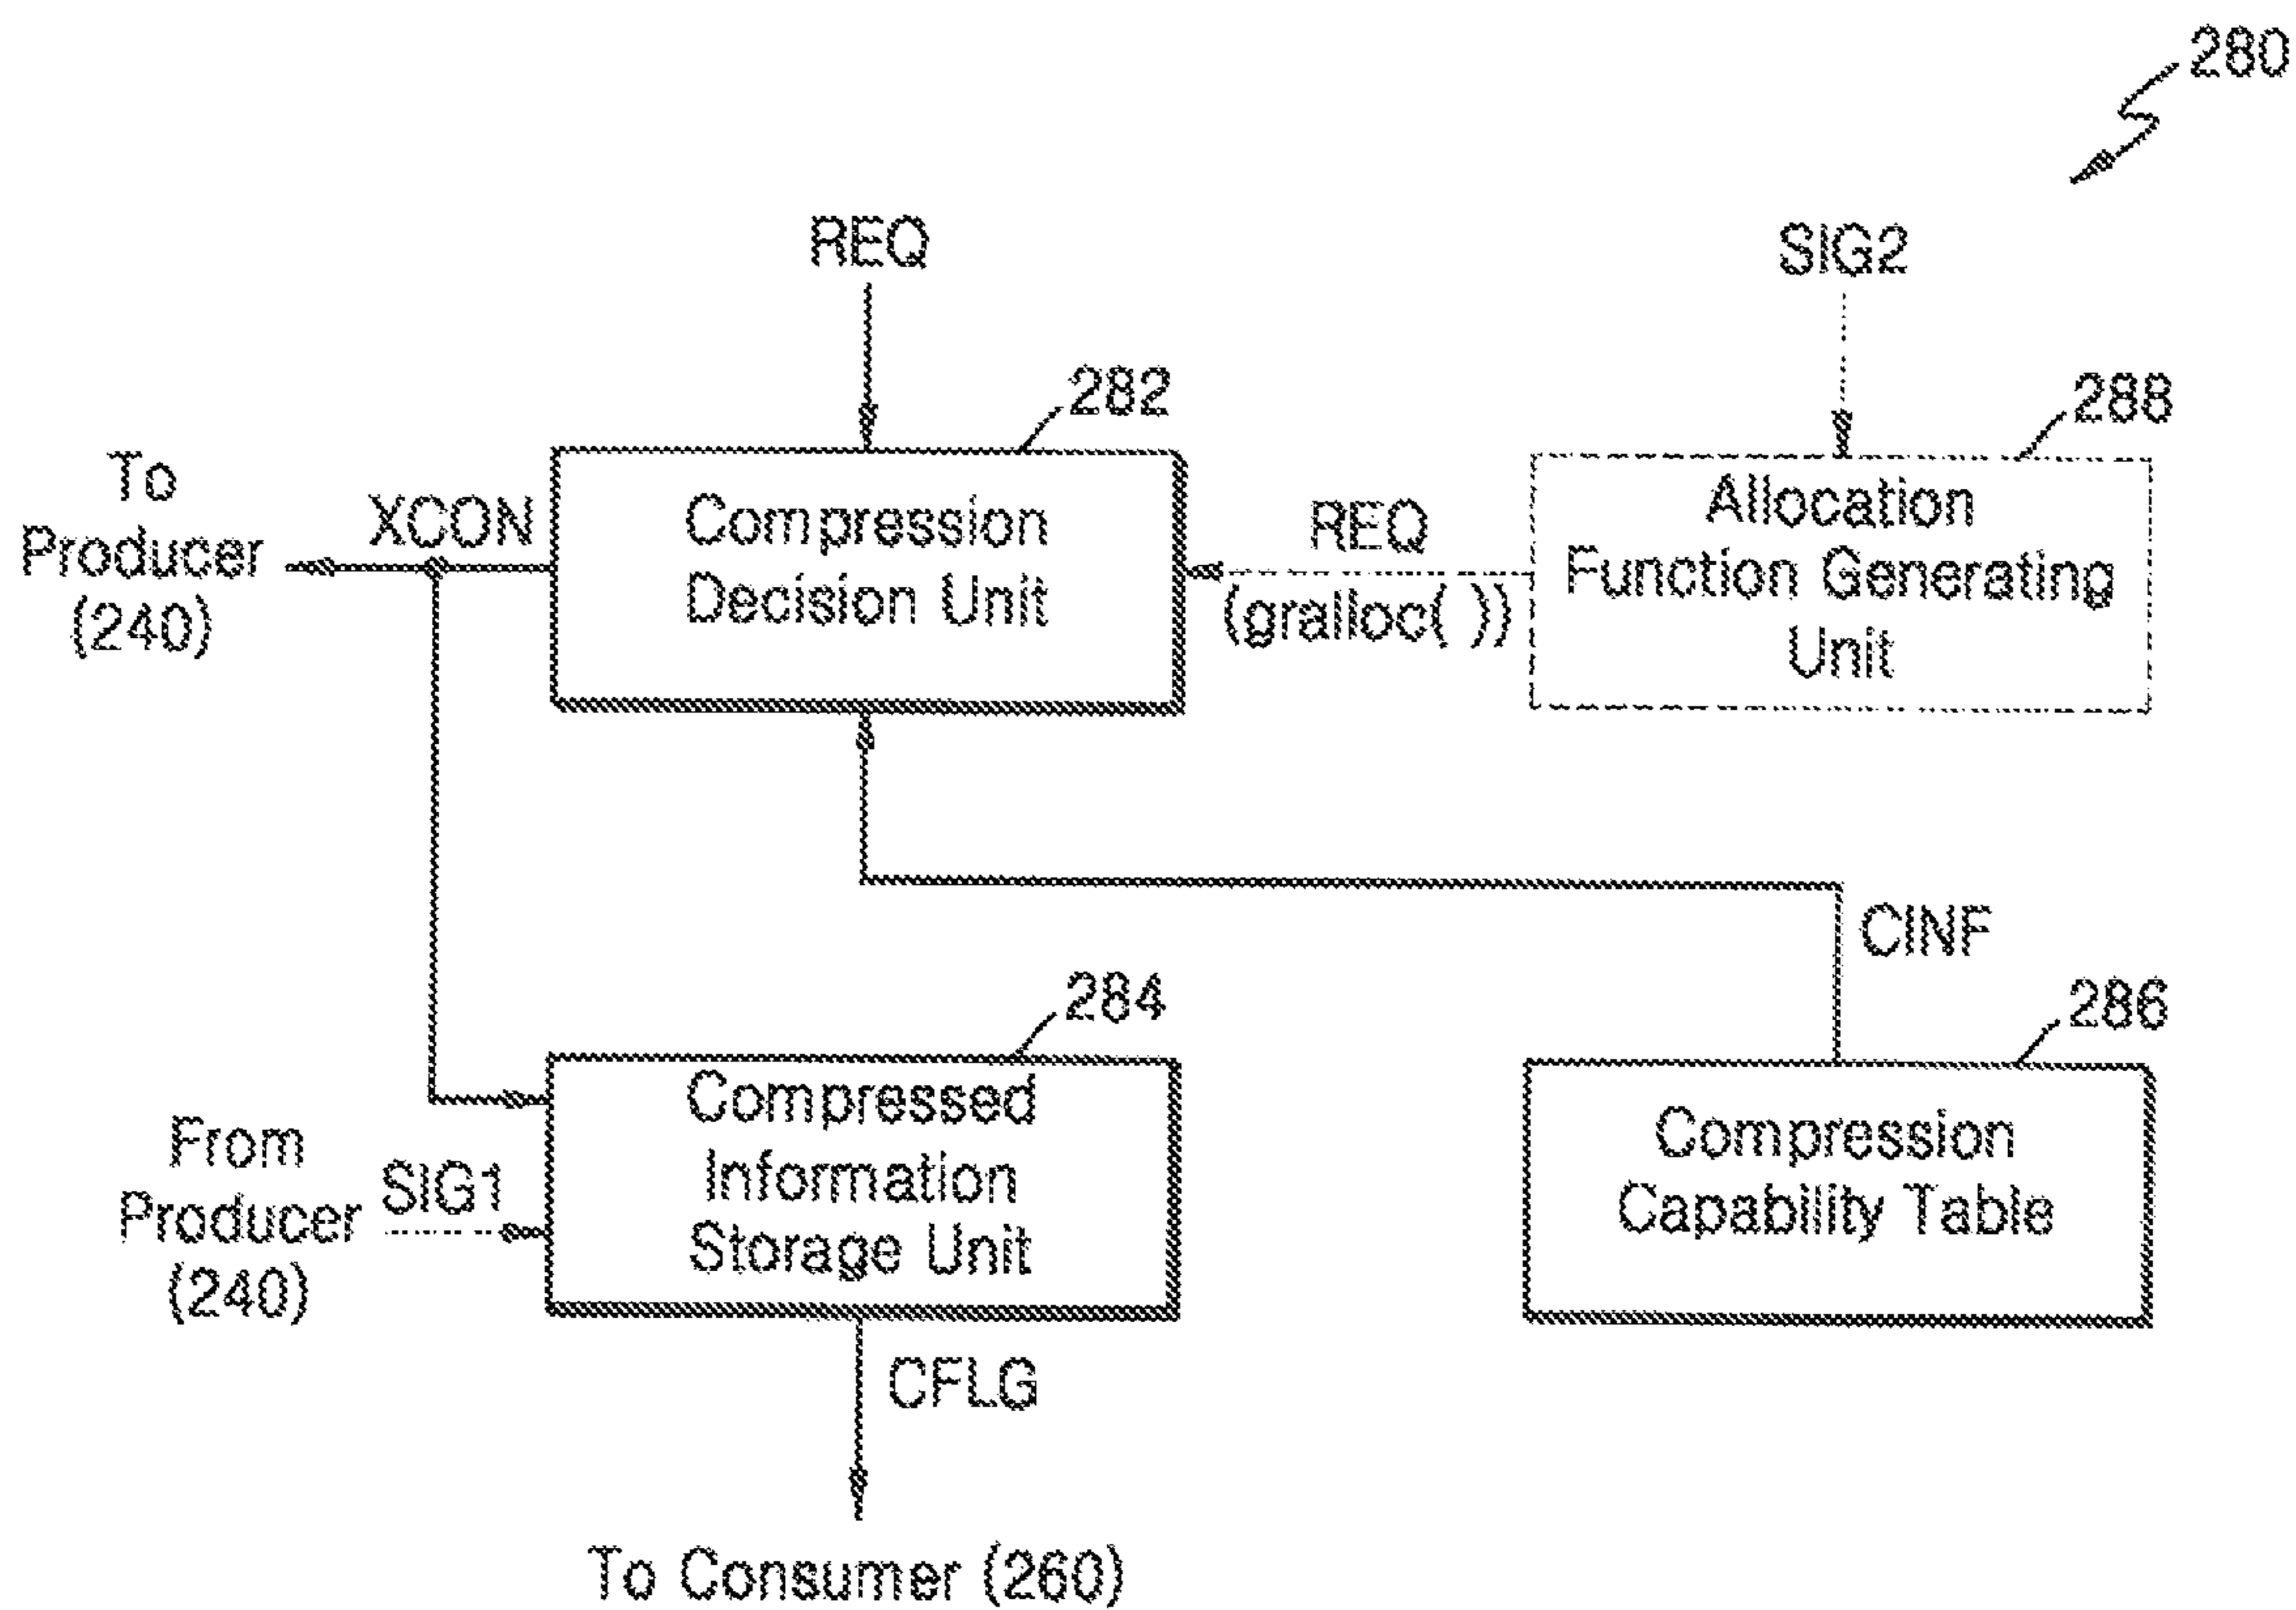 280
REQ
SIG2
282
288
To
Producer
(240)
XCON
Compression
Decision Unit
REQ
(gralloc( ))
Allocation
Function Generating
Unit
CINF
284
286
From
Producer
(240)
SIG1
Compressed
Information
Storage Unit
Compression
Capability Table
CFLG
To Consumer (260)